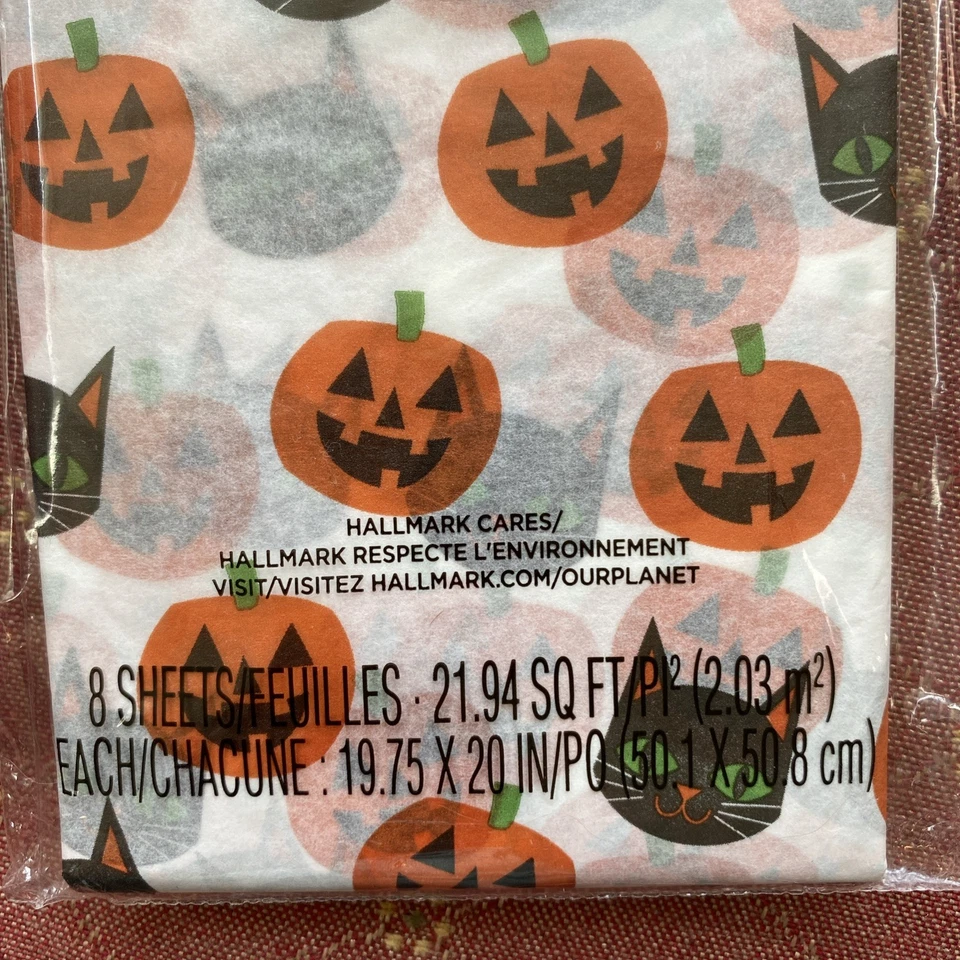 HALLMARK CARES/
HALLMARK RESPECTE L'ENVIRONNEMENT
VISIT/VISITEZ HALLMARK.COM/OURPLANET
8 SHEETS/FEUILLES · 21.94 SQ FT/PI² (2.03 m²)
EACH/CHACUNE : 19.75 X 20 IN/PO (50.1 X 50.8 cm)